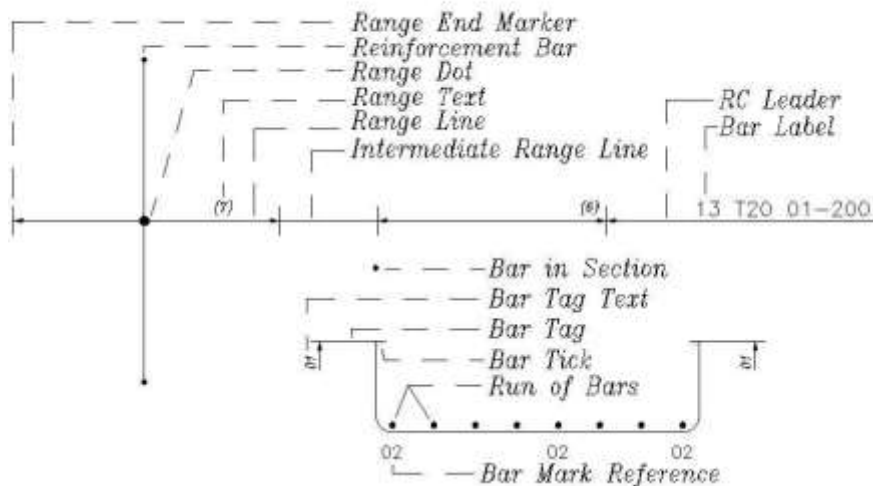 Range End Marker
Reinforcement Bar
Range Dot
Range Text
RC Leader
Range Line
Bar Label
Intermediate Range Line
(7)
(6)
13 T20 01-200
Bar in Section
Bar Tag Text
Bar Tag
01
01
Bar Tick
Run of Bars
02
02
02
Bar Mark Reference